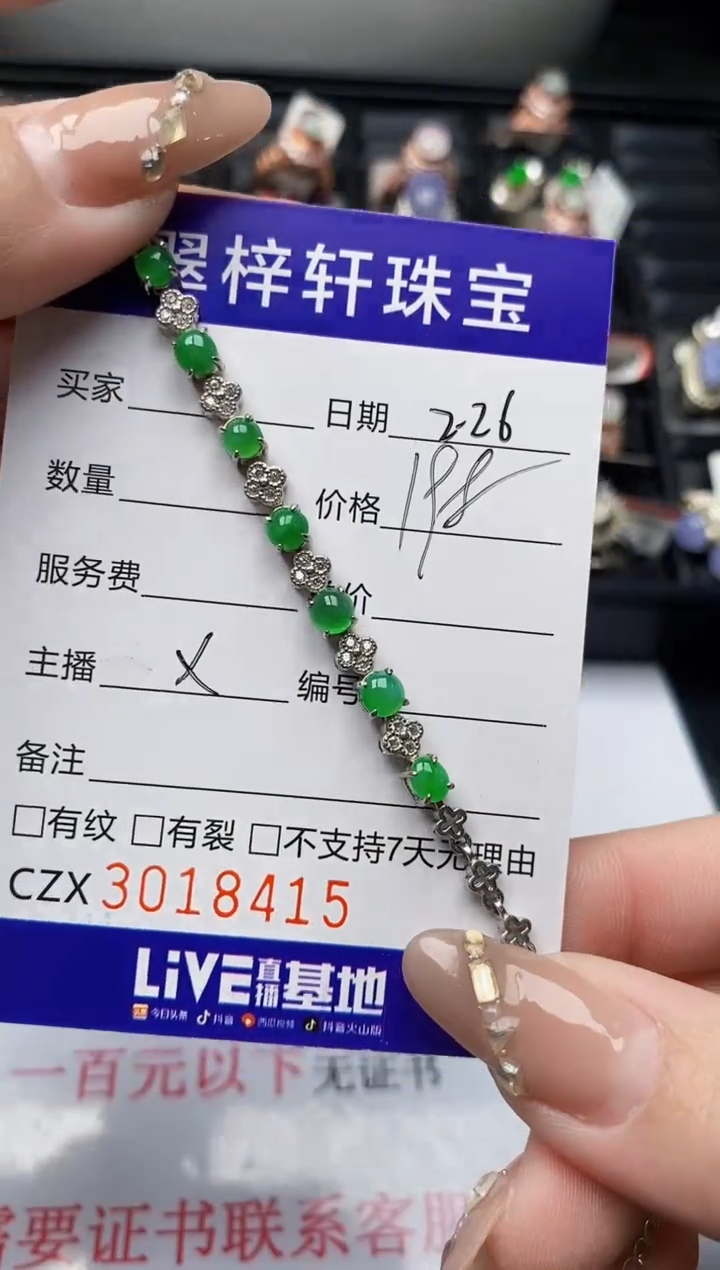 翠梓轩珠宝
买家 日期 2-26
数量 价格 198
服务费 价
主播 X 编号
备注
□有纹 □有裂 □不支持7天无理由
CZX 3018415
LiVE直播基地
今日头条 抖音 西瓜视频 抖音火山版
一百元以下无证书
需要证书联系客服